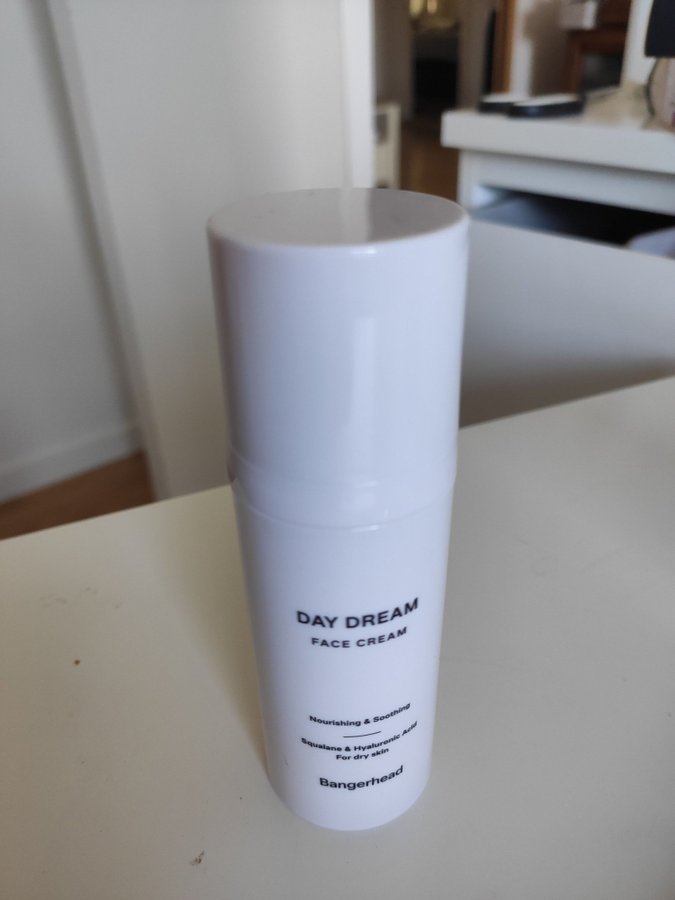 DAY DREAM
FACE CREAM
Nourishing & Soothing
Squalane & Hyaluronic Acid
For dry skin
Bangerhead